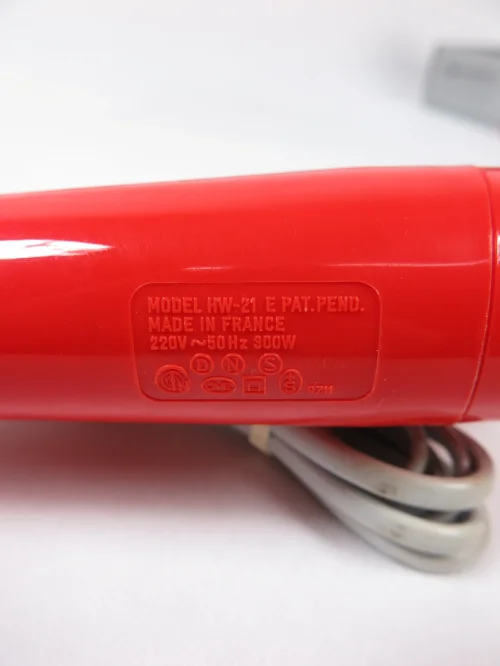 MODEL HW-21 E PAT.PEND.
MADE IN FRANCE
220V ~50Hz 300W
D N S